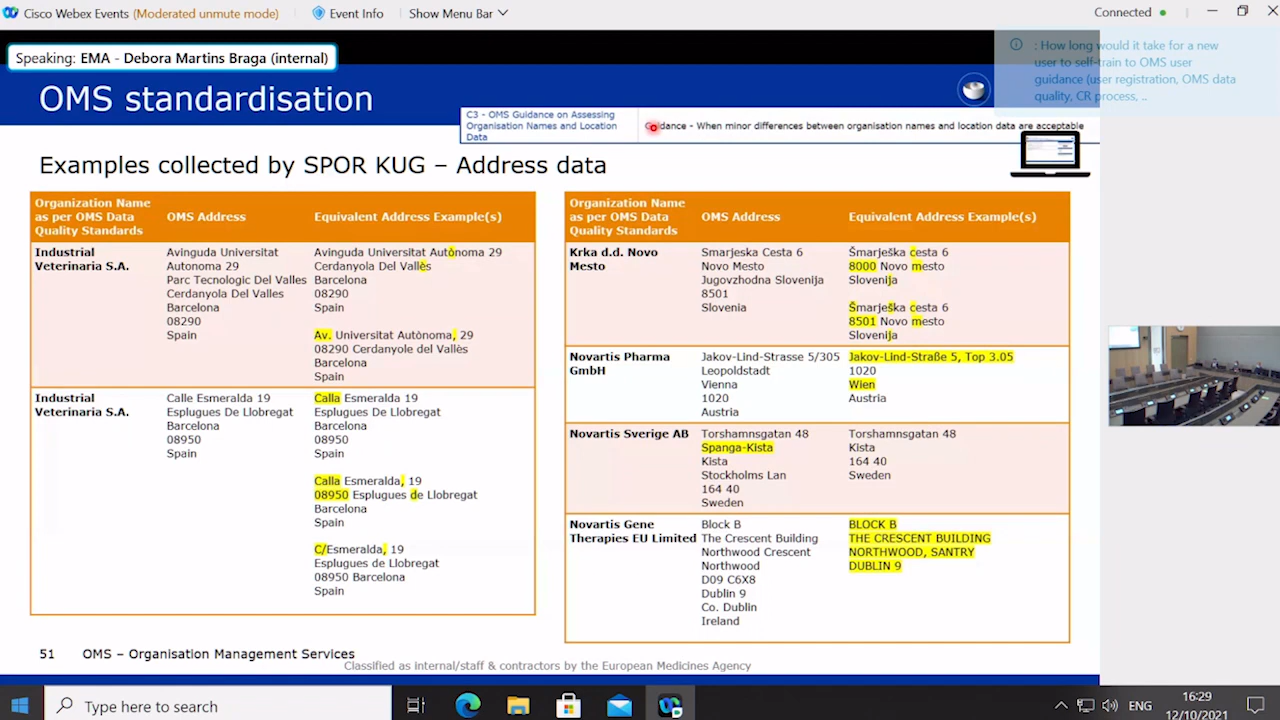 Cisco Webex Events (Moderated unmute mode)
Event Info
Show Menu Bar
Connected
Speaking: EMA - Debora Martins Braga (internal)
: How long would it take for a new
user to self-train to OMS user
guidance (user registration, OMS data
quality, CR process, ..
OMS standardisation
C3 - OMS Guidance on Assessing
Organisation Names and Location
Data
dance - When minor differences between organisation names and location data are acceptable
Examples collected by SPOR KUG – Address data
Organization Name
as per OMS Data
Quality Standards
OMS Address
Equivalent Address Example(s)
Industrial
Veterinaria S.A.
Avinguda Universitat
Autonoma 29
Parc Tecnologic Del Valles
Cerdanyola Del Valles
Barcelona
08290
Spain
Avinguda Universitat Autónoma 29
Cerdanyola Del Vallès
Barcelona
08290
Spain
Av. Universitat Autònoma, 29
08290 Cerdanyole del Vallès
Barcelona
Spain
Industrial
Veterinaria S.A.
Calle Esmeralda 19
Esplugues De Llobregat
Barcelona
08950
Spain
Calla Esmeralda 19
Esplugues De Llobregat
Barcelona
08950
Spain
Calla Esmeralda, 19
08950 Esplugues de Llobregat
Barcelona
Spain
C/Esmeralda, 19
Esplugues de Llobregat
08950 Barcelona
Spain
Organization Name
as per OMS Data
Quality Standards
OMS Address
Equivalent Address Example(s)
Krka d.d. Novo
Mesto
Smarjeska Cesta 6
Novo Mesto
Jugovzhodna Slovenija
8501
Slovenia
Šmarješka cesta 6
8000 Novo mesto
Slovenija
Šmarješka cesta 6
8501 Novo mesto
Slovenija
Novartis Pharma
GmbH
Jakov-Lind-Strasse 5/305
Leopoldstadt
Vienna
1020
Austria
Jakov-Lind-Straße 5, Top 3.05
1020
Wien
Austria
Novartis Sverige AB
Torshamnsgatan 48
Spanga-Kista
Kista
Stockholms Lan
164 40
Sweden
Torshamnsgatan 48
Kista
164 40
Sweden
Novartis Gene
Therapies EU Limited
Block B
The Crescent Building
Northwood Crescent
Northwood
D09 C6X8
Dublin 9
Co. Dublin
Ireland
BLOCK B
THE CRESCENT BUILDING
NORTHWOOD, SANTRY
DUBLIN 9
51 OMS – Organisation Management Services
Classified as internal/staff & contractors by the European Medicines Agency
Type here to search
ENG
16:29
12/10/2021